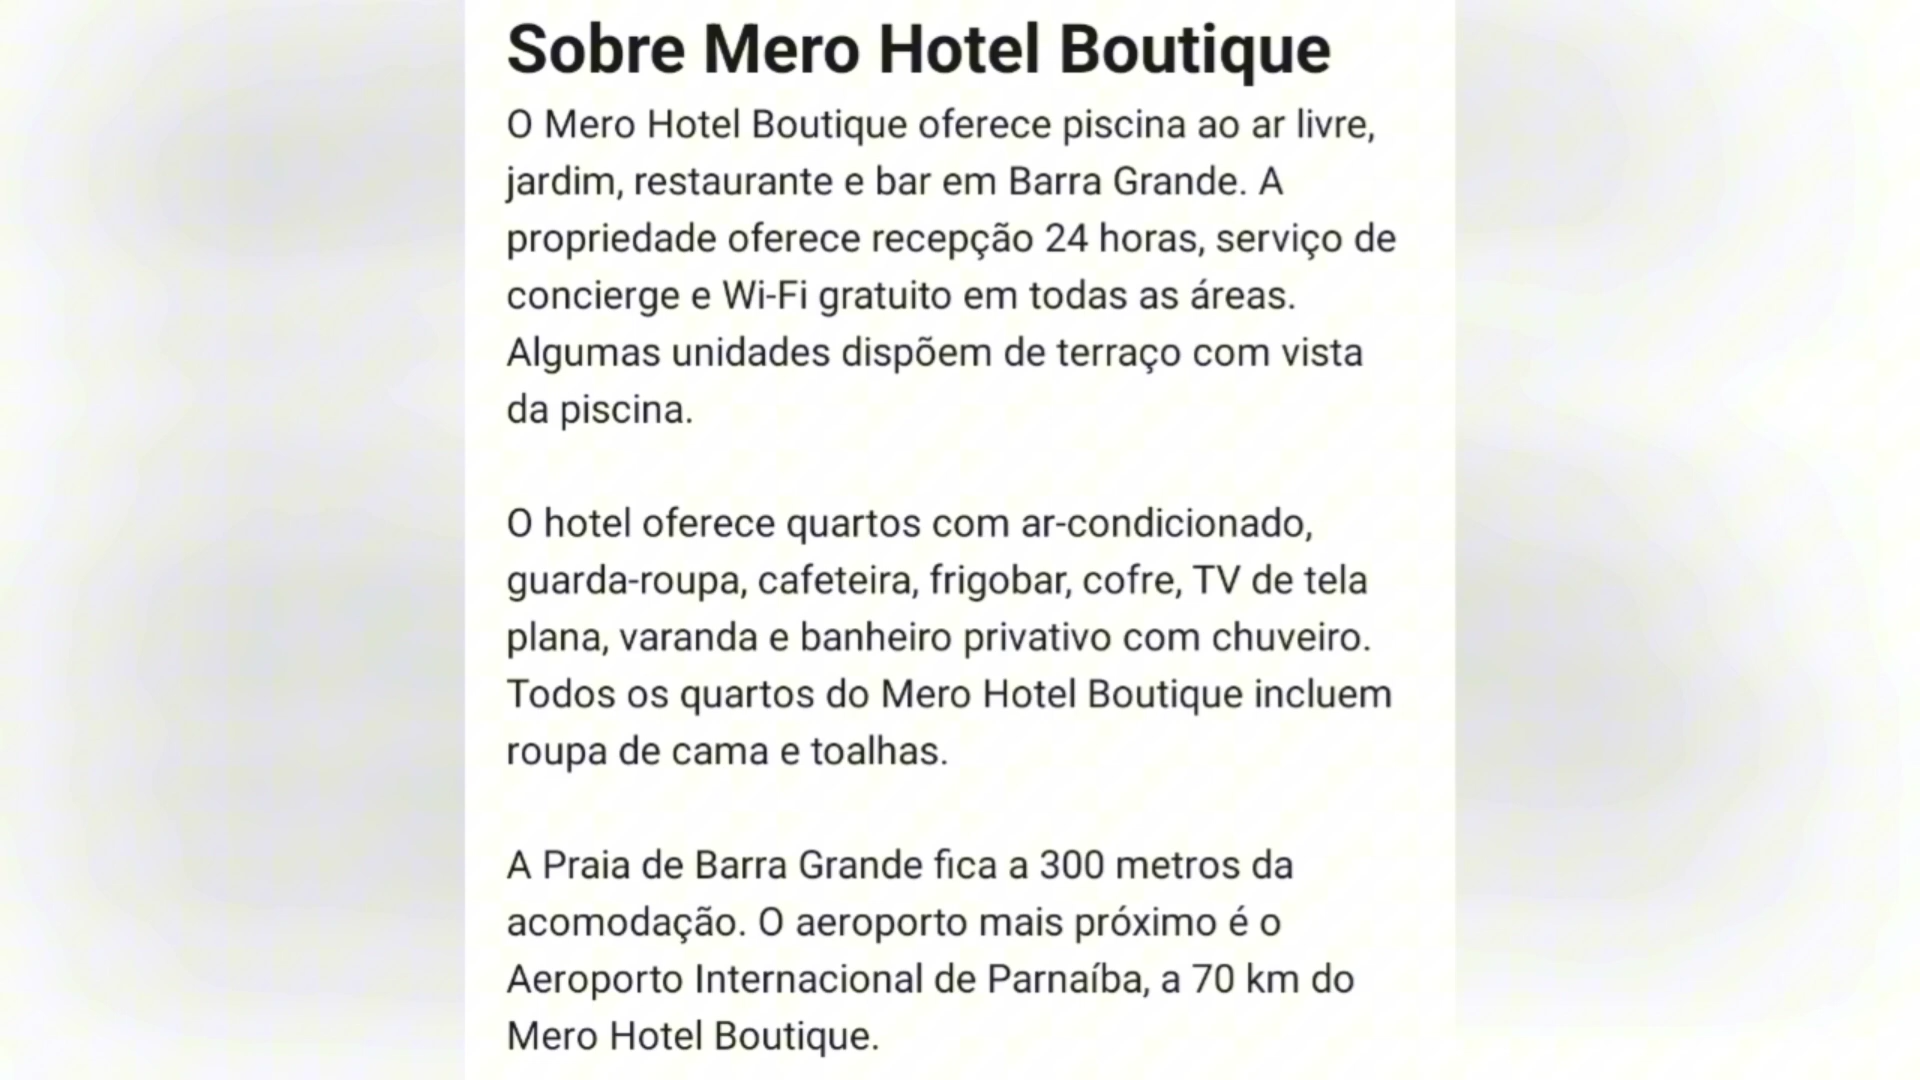 Sobre Mero Hotel Boutique
O Mero Hotel Boutique oferece piscina ao ar livre,
jardim, restaurante e bar em Barra Grande. A
propriedade oferece recepção 24 horas, serviço de
concierge e Wi-Fi gratuito em todas as áreas.
Algumas unidades dispõem de terraço com vista
da piscina.
O hotel oferece quartos com ar-condicionado,
guarda-roupa, cafeteira, frigobar, cofre, TV de tela
plana, varanda e banheiro privativo com chuveiro.
Todos os quartos do Mero Hotel Boutique incluem
roupa de cama e toalhas.
A Praia de Barra Grande fica a 300 metros da
acomodação. O aeroporto mais próximo é o
Aeroporto Internacional de Parnaíba, a 70 km do
Mero Hotel Boutique.